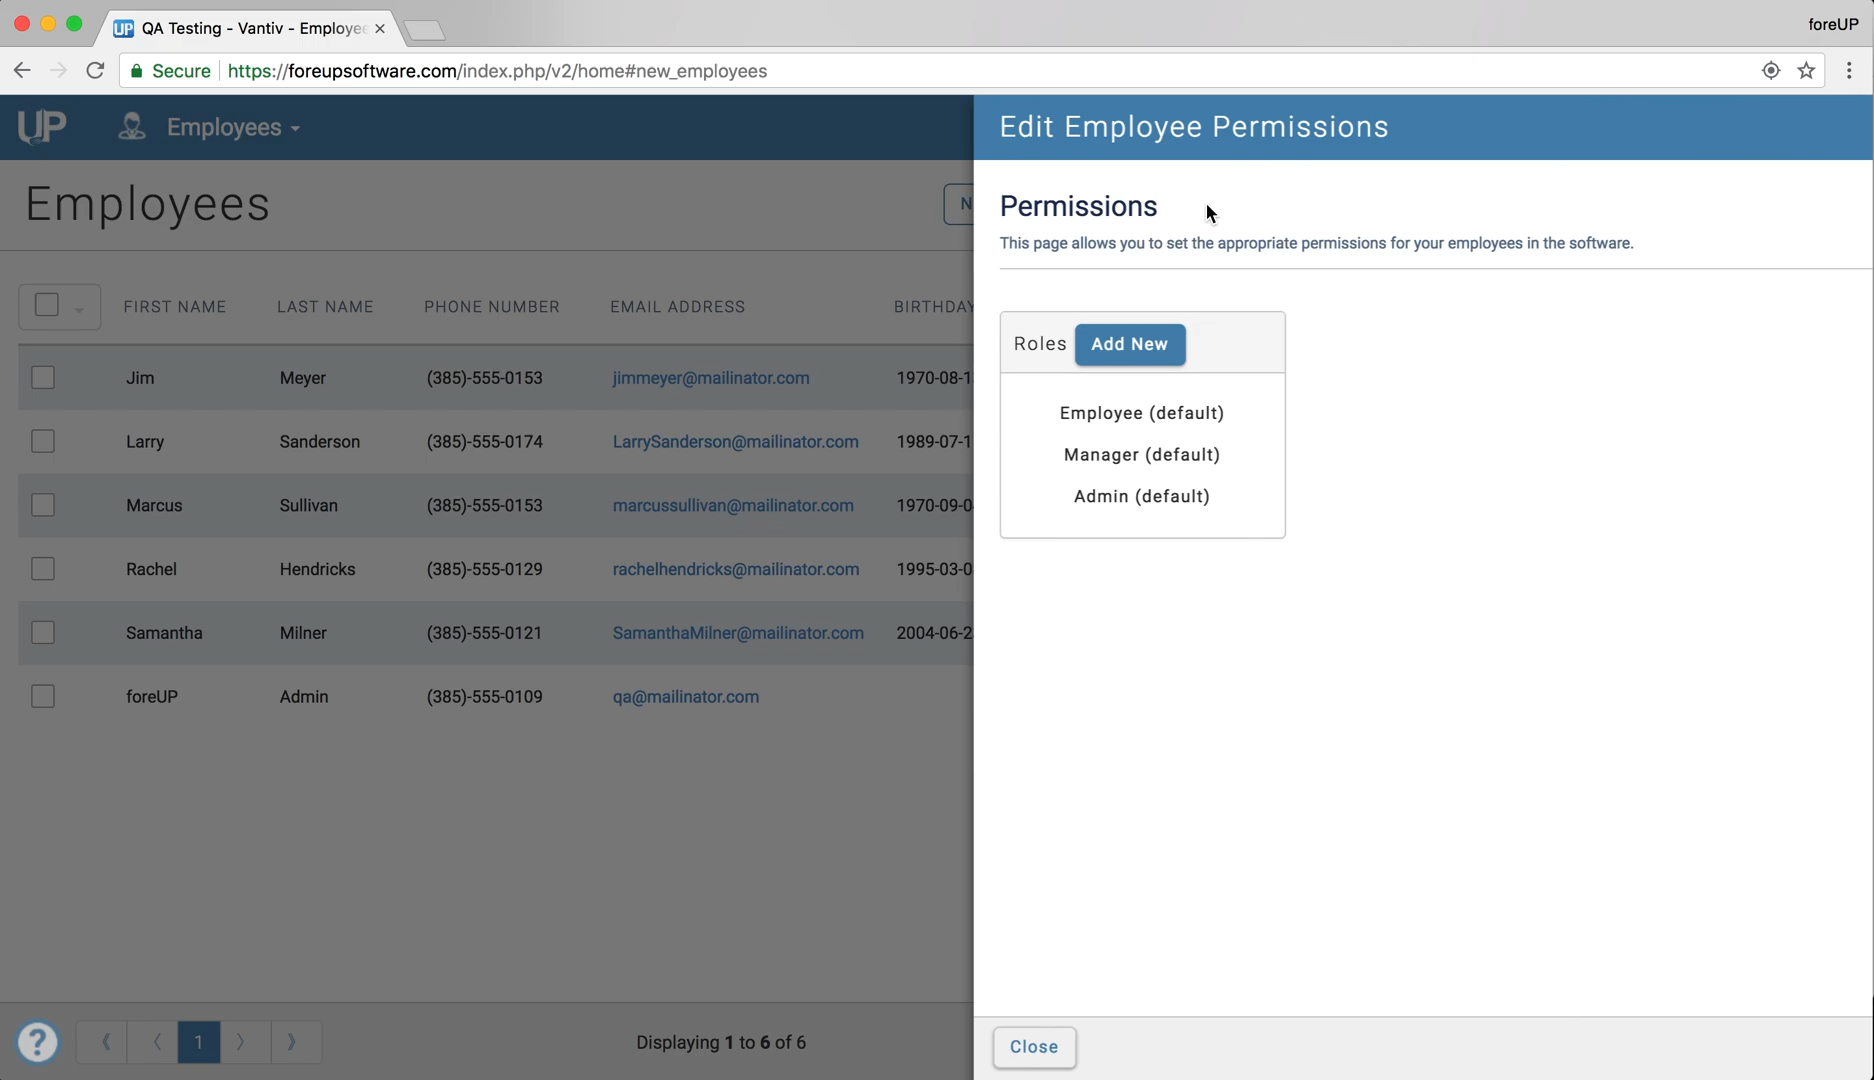 QA Testing - Vantiv - Employee
foreUP
Secure https://foreupsoftware.com/index.php/v2/home#new_employees
UP Employees
Edit Employee Permissions
Employees
N
Permissions
This page allows you to set the appropriate permissions for your employees in the software.
FIRST NAME LAST NAME PHONE NUMBER EMAIL ADDRESS BIRTHDAY
Roles Add New
Employee (default)
Manager (default)
Admin (default)
Jim Meyer (385)-555-0153 jimmeyer@mailinator.com 1970-08-1
Larry Sanderson (385)-555-0174 LarrySanderson@mailinator.com 1989-07-1
Marcus Sullivan (385)-555-0153 marcussullivan@mailinator.com 1970-09-0
Rachel Hendricks (385)-555-0129 rachelhendricks@mailinator.com 1995-03-0
Samantha Milner (385)-555-0121 SamanthaMilner@mailinator.com 2004-06-2
foreUP Admin (385)-555-0109 qa@mailinator.com
? « ‹ 1 › »
Displaying 1 to 6 of 6
Close